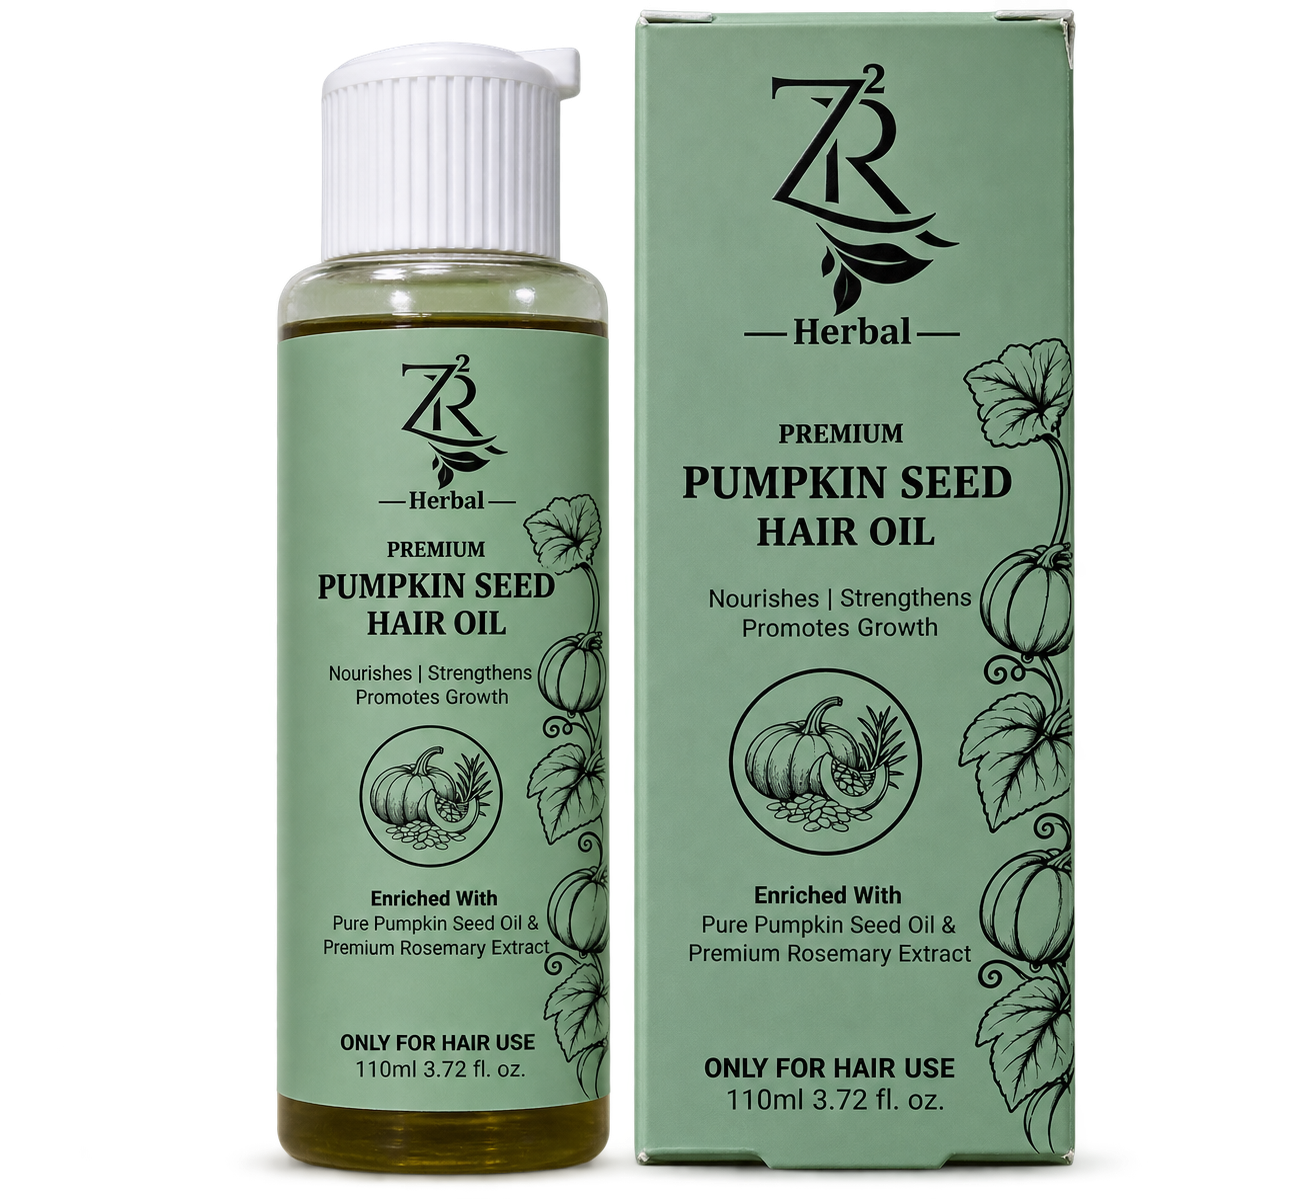 ZR²
Herbal
PREMIUM
PUMPKIN SEED
HAIR OIL
Nourishes | Strengthens
Promotes Growth
Enriched With
Pure Pumpkin Seed Oil &
Premium Rosemary Extract
ONLY FOR HAIR USE
110ml 3.72 fl. oz.
ZR²
Herbal
PREMIUM
PUMPKIN SEED
HAIR OIL
Nourishes | Strengthens
Promotes Growth
Enriched With
Pure Pumpkin Seed Oil &
Premium Rosemary Extract
ONLY FOR HAIR USE
110ml 3.72 fl. oz.